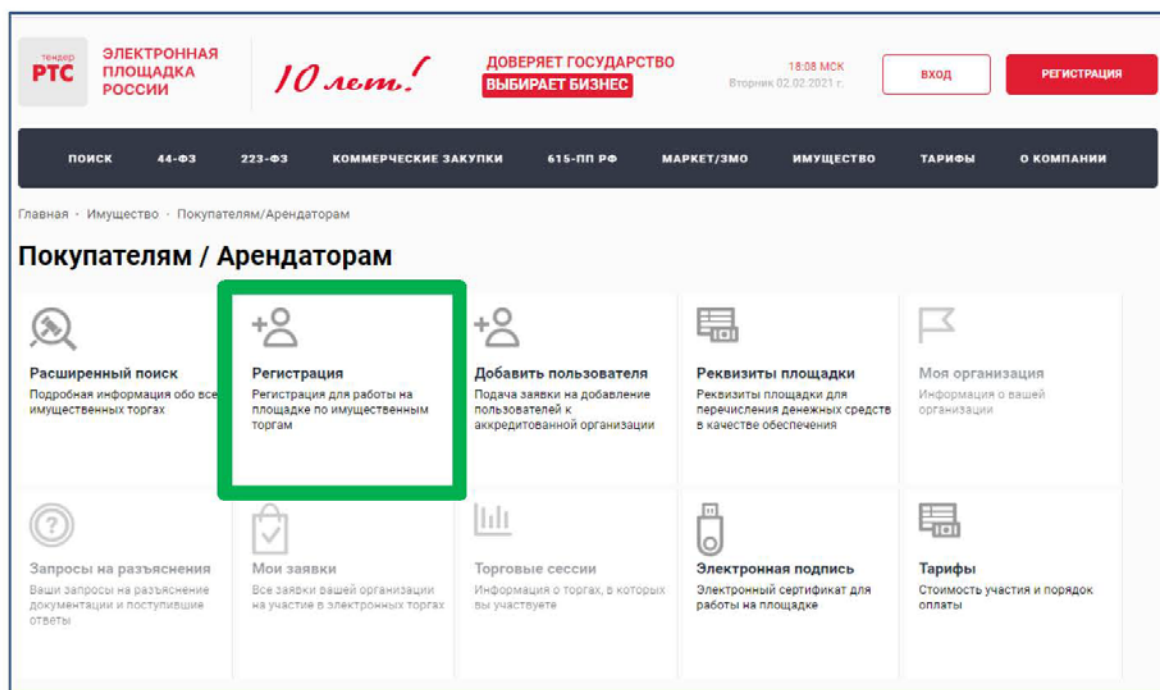 тендер
РТС
ЭЛЕКТРОННАЯ
ПЛОЩАДКА
РОССИИ
10 лет!
ДОВЕРЯЕТ ГОСУДАРСТВО
ВЫБИРАЕТ БИЗНЕС
18:08 МСК
Вторник 02.02.2021 г.
ВХОД
РЕГИСТРАЦИЯ
ПОИСК 44-ФЗ 223-ФЗ КОММЕРЧЕСКИЕ ЗАКУПКИ 615-ПП РФ МАРКЕТ/ЗМО ИМУЩЕСТВО ТАРИФЫ О КОМПАНИИ
Главная · Имущество · Покупателям/Арендаторам
Покупателям / Арендаторам
Расширенный поиск
Подробная информация обо все
имущественных торгах
Регистрация
Регистрация для работы на
площадке по имущественным
торгам
Добавить пользователя
Подача заявки на добавление
пользователей к
аккредитованной организации
Реквизиты площадки
Реквизиты площадки для
перечисления денежных средств
в качестве обеспечения
Моя организация
Информация о вашей
организации
Запросы на разъяснения
Ваши запросы на разъяснение
документации и поступившие
ответы
Мои заявки
Все заявки вашей организации
на участие в электронных торгах
Торговые сессии
Информация о торгах, в которых
вы участвуете
Электронная подпись
Электронный сертификат для
работы на площадке
Тарифы
Стоимость участия и порядок
оплаты